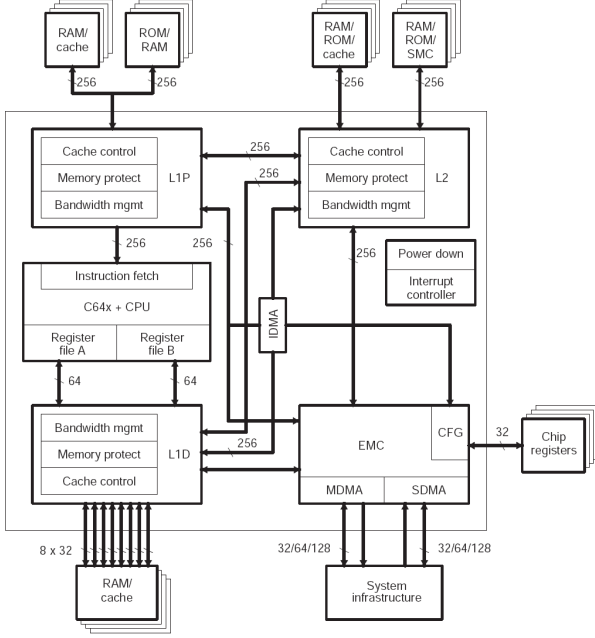 RAM/
cache
ROM/
RAM
RAM/
ROM/
cache
RAM/
ROM/
SMC
256
256
256
256
Cache control
Memory protect
Bandwidth mgmt
L1P
256
256
Cache control
Memory protect
Bandwidth mgmt
L2
256
256
256
Power down
Interrupt
controller
Instruction fetch
C64x + CPU
Register
file A
Register
file B
IDMA
64
64
Bandwidth mgmt
Memory protect
Cache control
L1D
256
EMC
CFG
MDMA
SDMA
32
Chip
registers
8 x 32
32/64/128
32/64/128
RAM/
cache
System
infrastructure